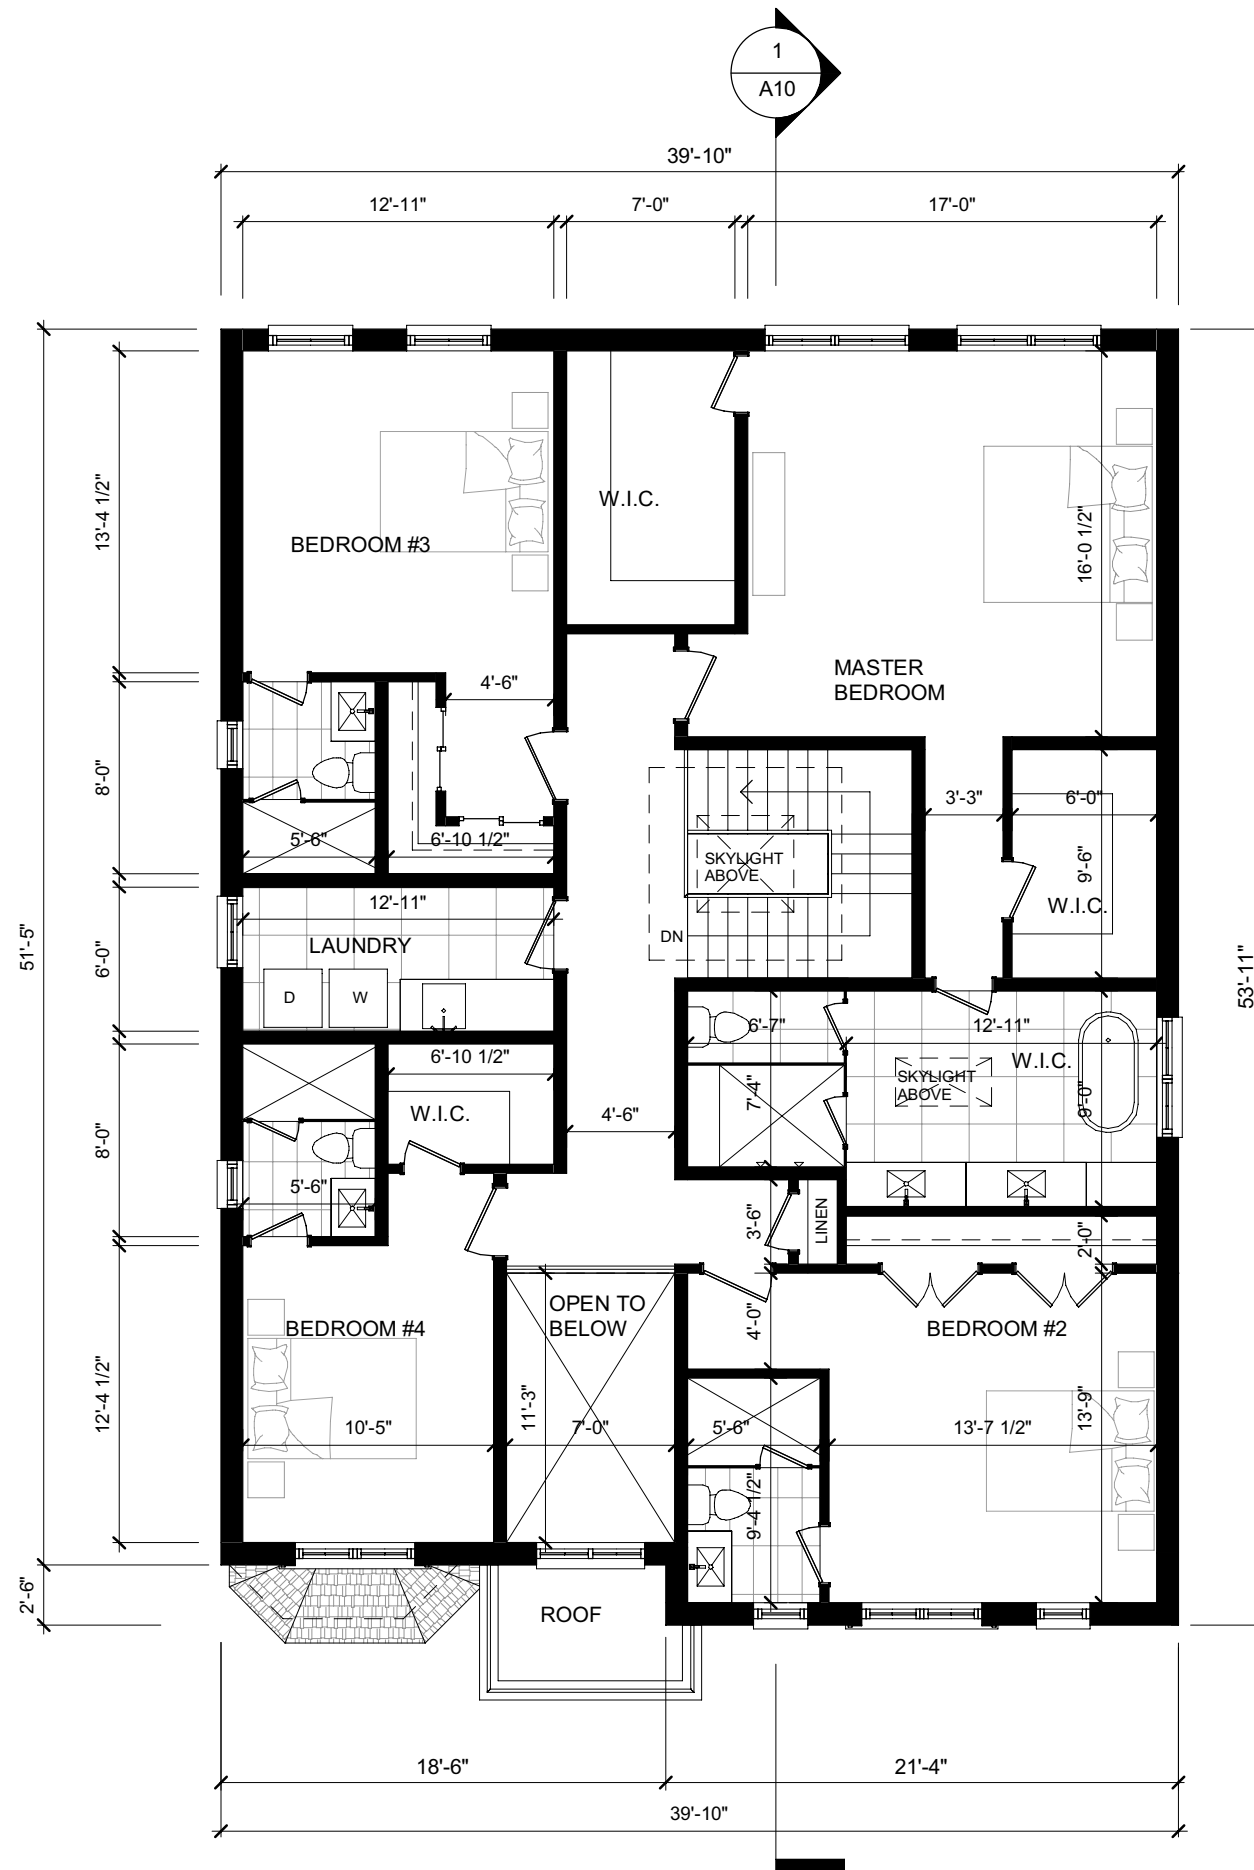 1
A10
39'-10"
12'-11"
7'-0"
17'-0"
13'-4 1/2"
W.I.C.
16'-0 1/2"
BEDROOM #3
MASTER
BEDROOM
4'-6"
8'-0"
3'-3"
6'-0"
5'-6"
6'-10 1/2"
SKYLIGHT
ABOVE
9'-6"
W.I.C.
12'-11"
DN
LAUNDRY
51'-5"
6'-0"
53'-11"
D
W
6'-7"
12'-11"
6'-10 1/2"
W.I.C.
SKYLIGHT
ABOVE
7'-4"
9'-0"
W.I.C.
4'-6"
8'-0"
5'-6"
3'-6"
LINEN
2'-0"
OPEN TO
BELOW
BEDROOM #4
4'-0"
BEDROOM #2
12'-4 1/2"
11'-3"
13'-9"
10'-5"
7'-0"
5'-6"
13'-7 1/2"
9'-4 1/2"
2'-6"
ROOF
18'-6"
21'-4"
39'-10"